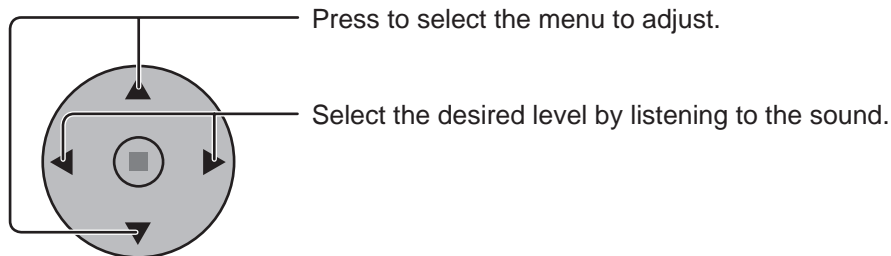 Press to select the menu to adjust.
Select the desired level by listening to the sound.